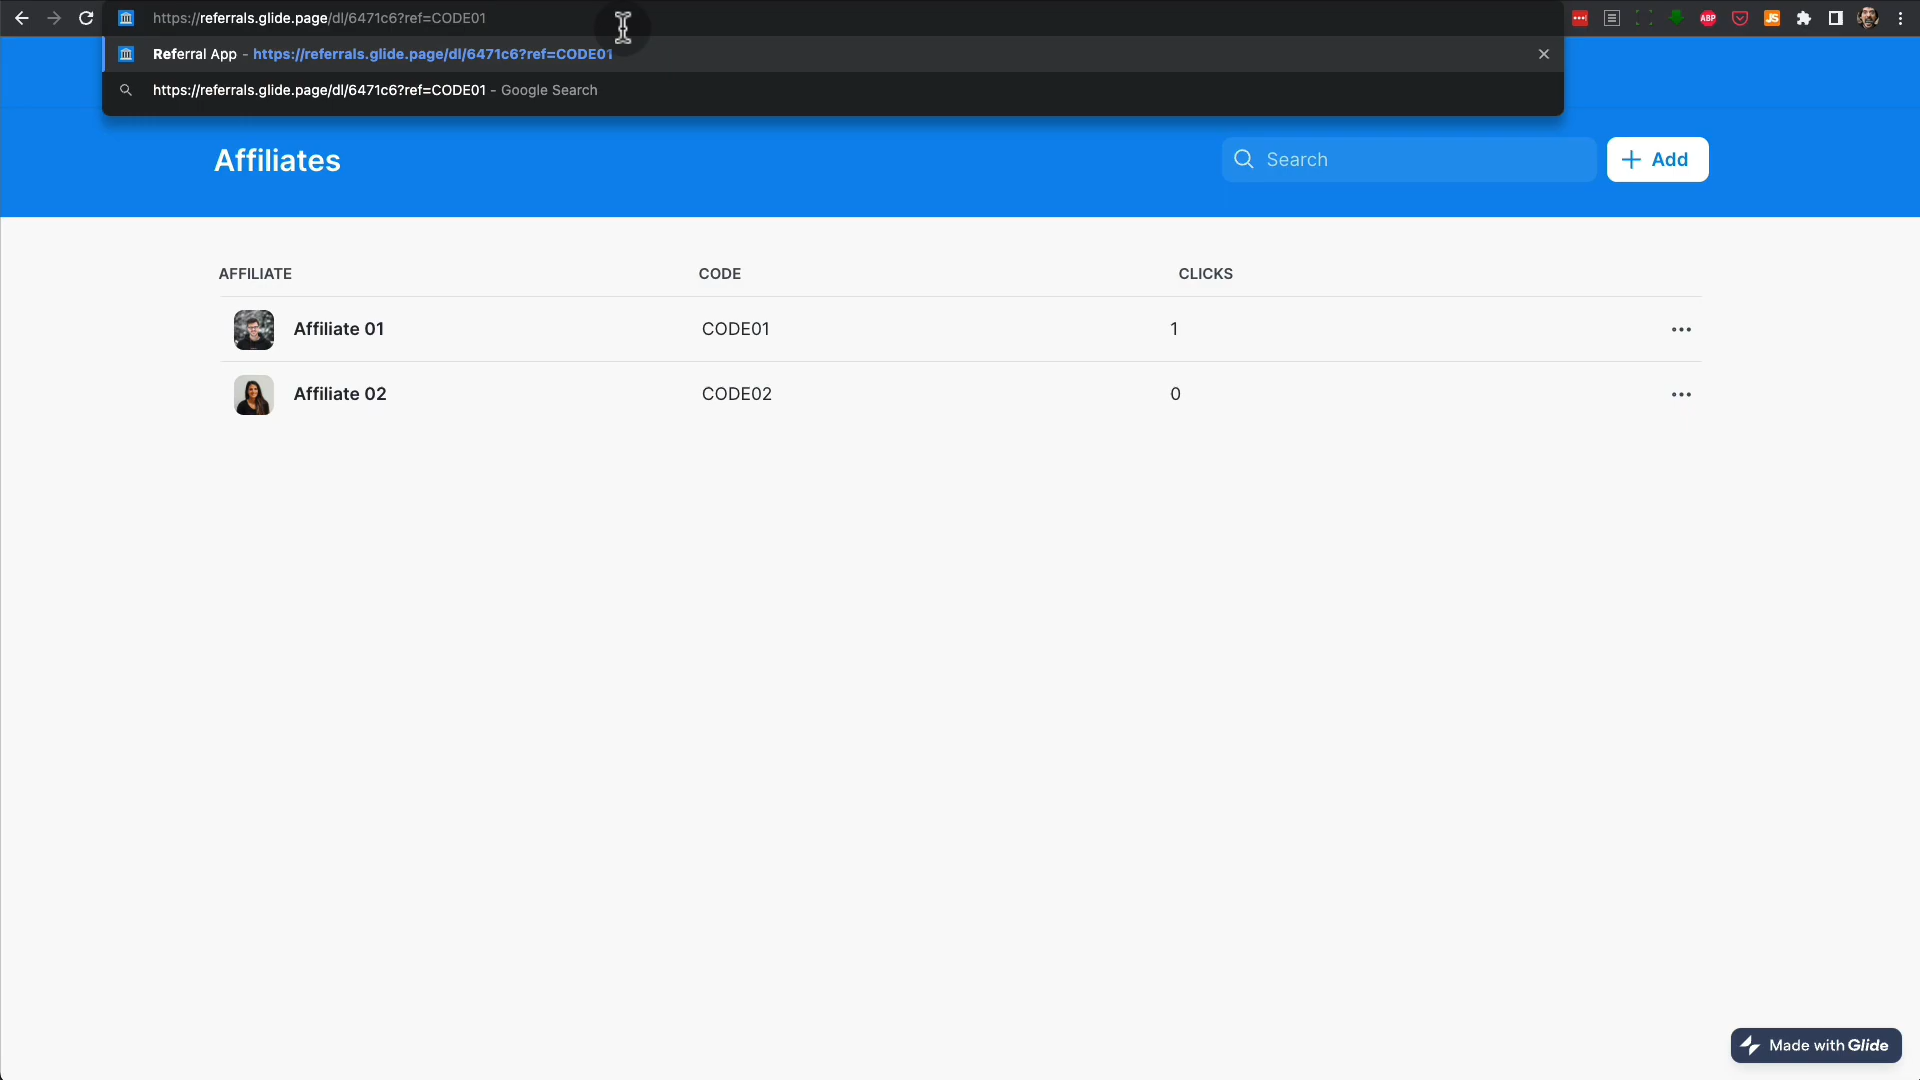 https://referrals.glide.page/dl/6471c6?ref=CODE01
ABP
JS
Referral App - https://referrals.glide.page/dl/6471c6?ref=CODE01
https://referrals.glide.page/dl/6471c6?ref=CODE01 - Google Search
Affiliates
Search
+ Add
AFFILIATE CODE CLICKS
Affiliate 01 CODE01 1
Affiliate 02 CODE02 0
Made with Glide